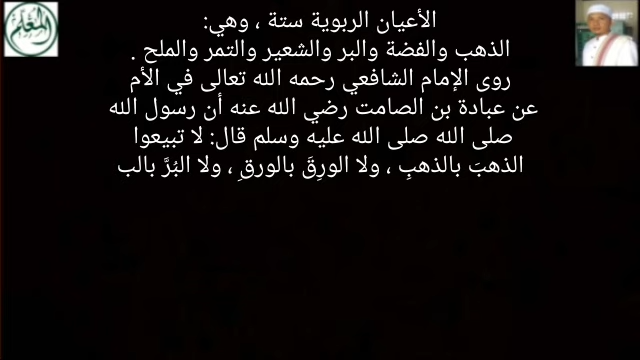 الأعيان الربوية ستة ، وهي:
الذهب والفضة والبر والشعير والتمر والملح .
روى الإمام الشافعي رحمه الله تعالى في الأم
عن عبادة بن الصامت رضي الله عنه أن رسول الله
صلى الله صلى الله عليه وسلم قال: لا تبيعوا
الذهبَ بالذهبِ ، ولا الورِقَ بالورقِ ، ولا البُرَّ بالب